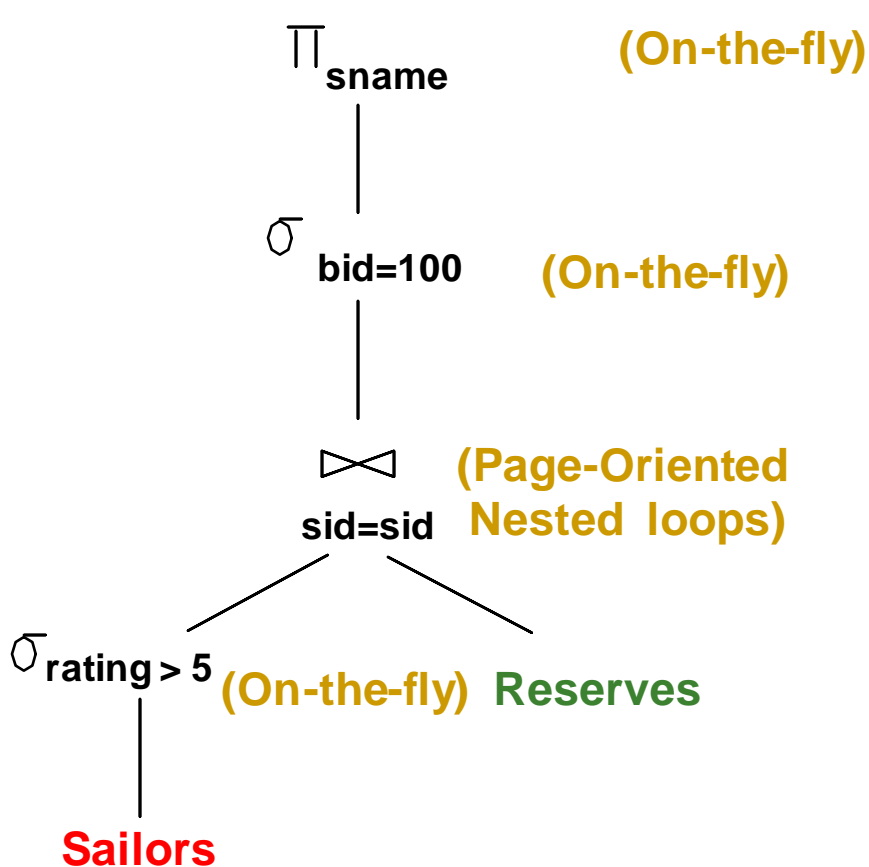 π sname (On-the-fly)
σ bid=100 (On-the-fly)
⋈ (Page-Oriented
sid=sid Nested loops)
σ rating > 5 (On-the-fly) Reserves
Sailors